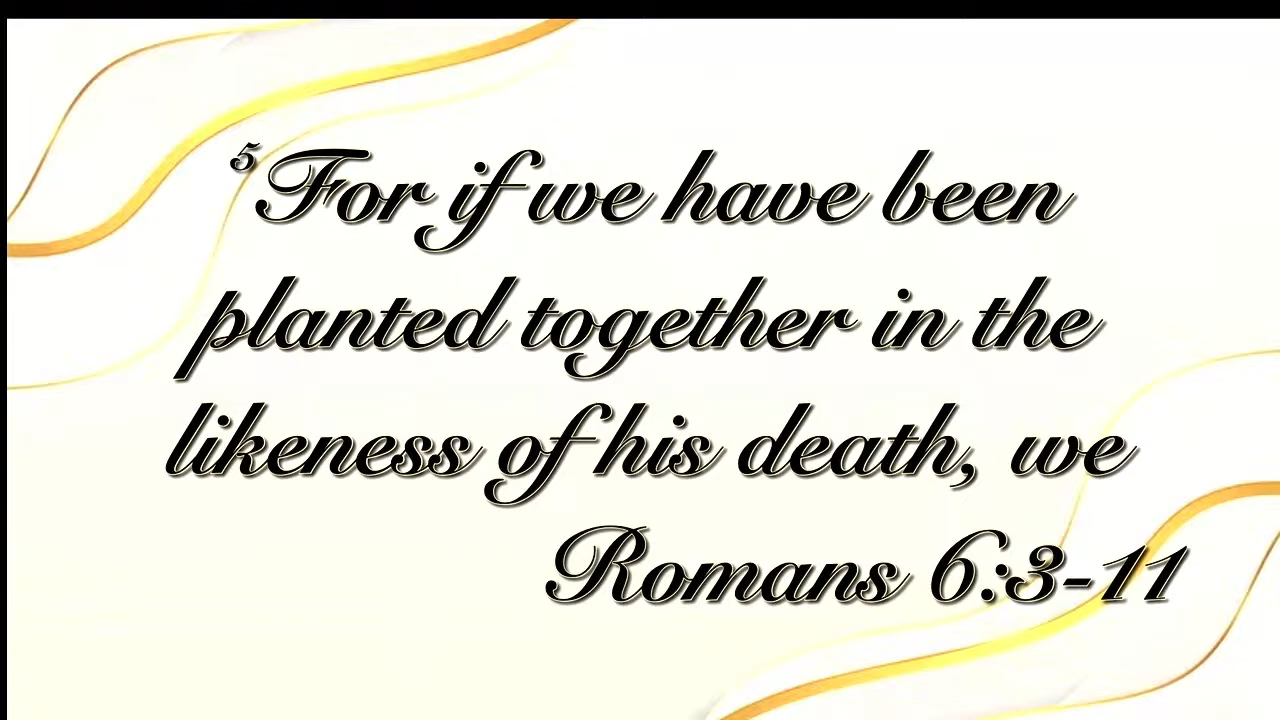 ⁵For if we have been
planted together in the
likeness of his death, we
Romans 6:3-11